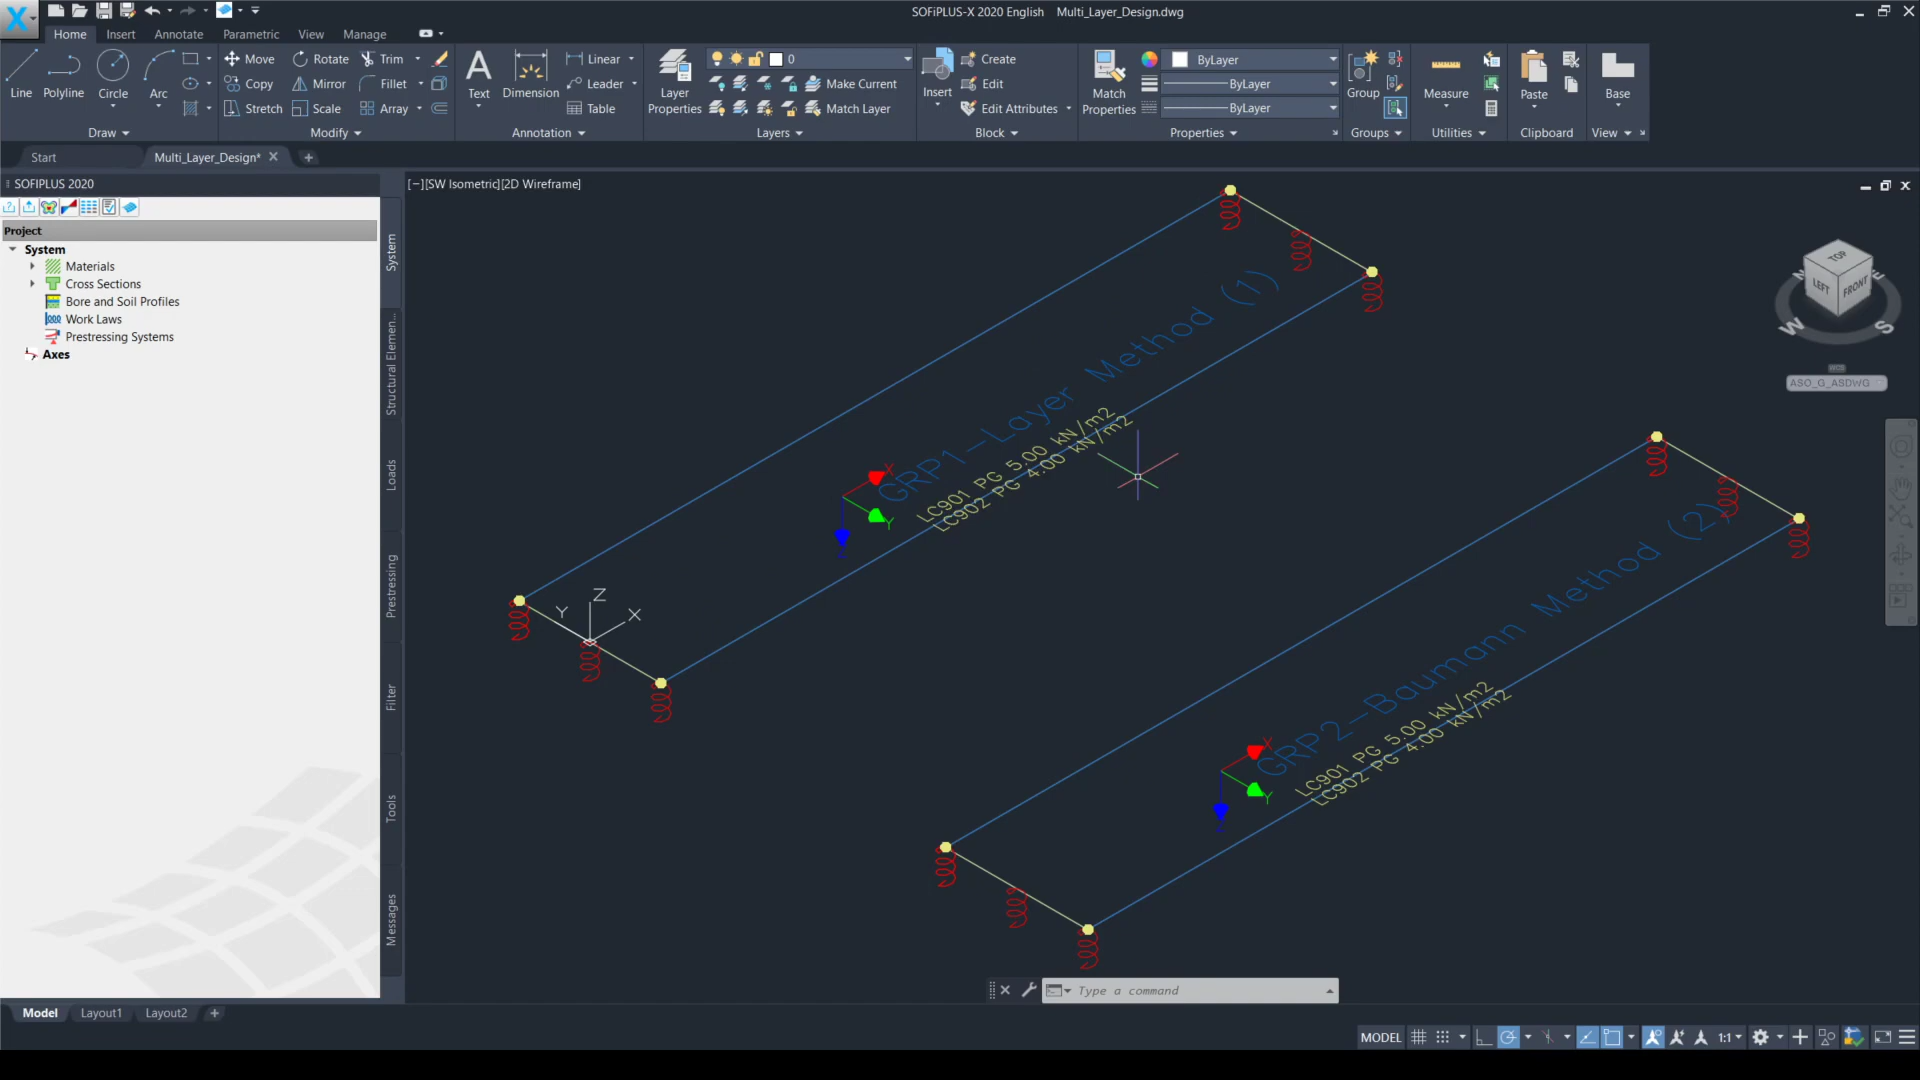 SOFiPLUS-X 2020 English   Multi_Layer_Design.dwg
Home Insert Annotate Parametric View Manage
Line Polyline Circle Arc
Move Rotate Trim
Copy Mirror Fillet
Stretch Scale Array
Text Dimension
Linear
Leader
Table
Layer Properties
0
Make Current
Match Layer
Insert
Create
Edit
Edit Attributes
Match Properties
ByLayer
ByLayer
ByLayer
Group
Measure
Paste
Base
Draw Modify Annotation Layers Block Properties Groups Utilities Clipboard View
Start Multi_Layer_Design*
SOFiPLUS 2020
Project
System
Materials
Cross Sections
Bore and Soil Profiles
Work Laws
Prestressing Systems
Axes
System
Structural Elemen...
Loads
Prestressing
Filter
Tools
Messages
[−][SW Isometric][2D Wireframe]
GRP1-Layer Method (1)
LC901 PG 5.00 kN/m2
LC902 PG 4.00 kN/m2
X
Y
Z
Y
X
GRP2-Baumann Method (2)
LC901 PG 5.00 kN/m2
LC902 PG 4.00 kN/m2
X
Y
TOP
LEFT FRONT
N E
W S
WCS
ASO_G_ASDWG
Type a command
Model Layout1 Layout2
MODEL 1:1